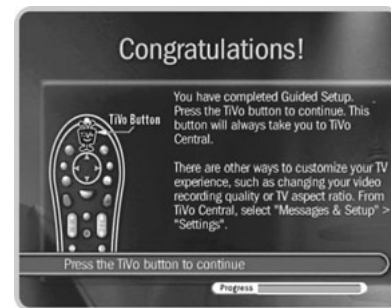 Congratulations!
TiVo Button
You have completed Guided Setup.
Press the TiVo button to continue. This
button will always take you to TiVo
Central.
There are other ways to customize your TV
experience, such as changing your video
recording quality or TV aspect ratio. From
TiVo Central, select "Messages & Setup" >
"Settings".
Press the TiVo button to continue
Progress